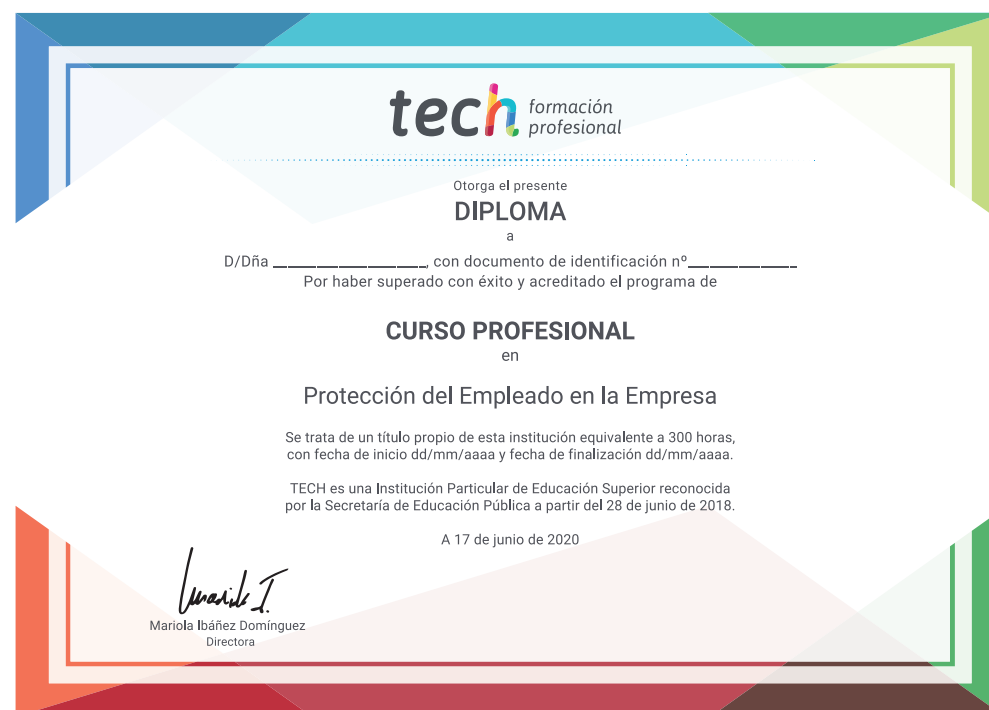 tech formación
profesional
Otorga el presente
DIPLOMA
a
D/Dña ____________________, con documento de identificación nº______________
Por haber superado con éxito y acreditado el programa de
CURSO PROFESIONAL
en
Protección del Empleado en la Empresa
Se trata de un título propio de esta institución equivalente a 300 horas,
con fecha de inicio dd/mm/aaaa y fecha de finalización dd/mm/aaaa.
TECH es una Institución Particular de Educación Superior reconocida
por la Secretaría de Educación Pública a partir del 28 de junio de 2018.
A 17 de junio de 2020
Mariola Ibáñez Domínguez
Directora